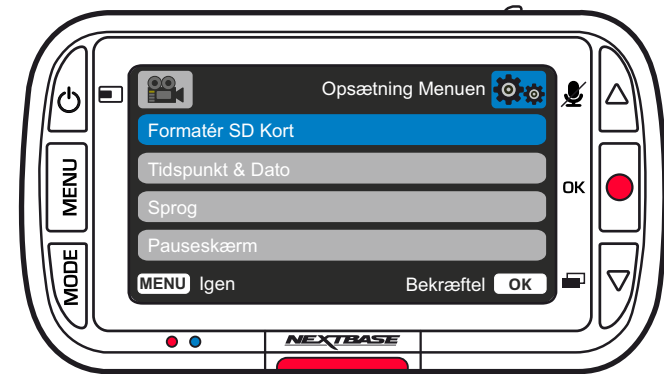 Opsætning Menuen
Formatér SD Kort
Tidspunkt & Dato
Sprog
Pauseskærm
MENU Igen Bekræftel OK
MENU
MODE
OK
NEXTBASE